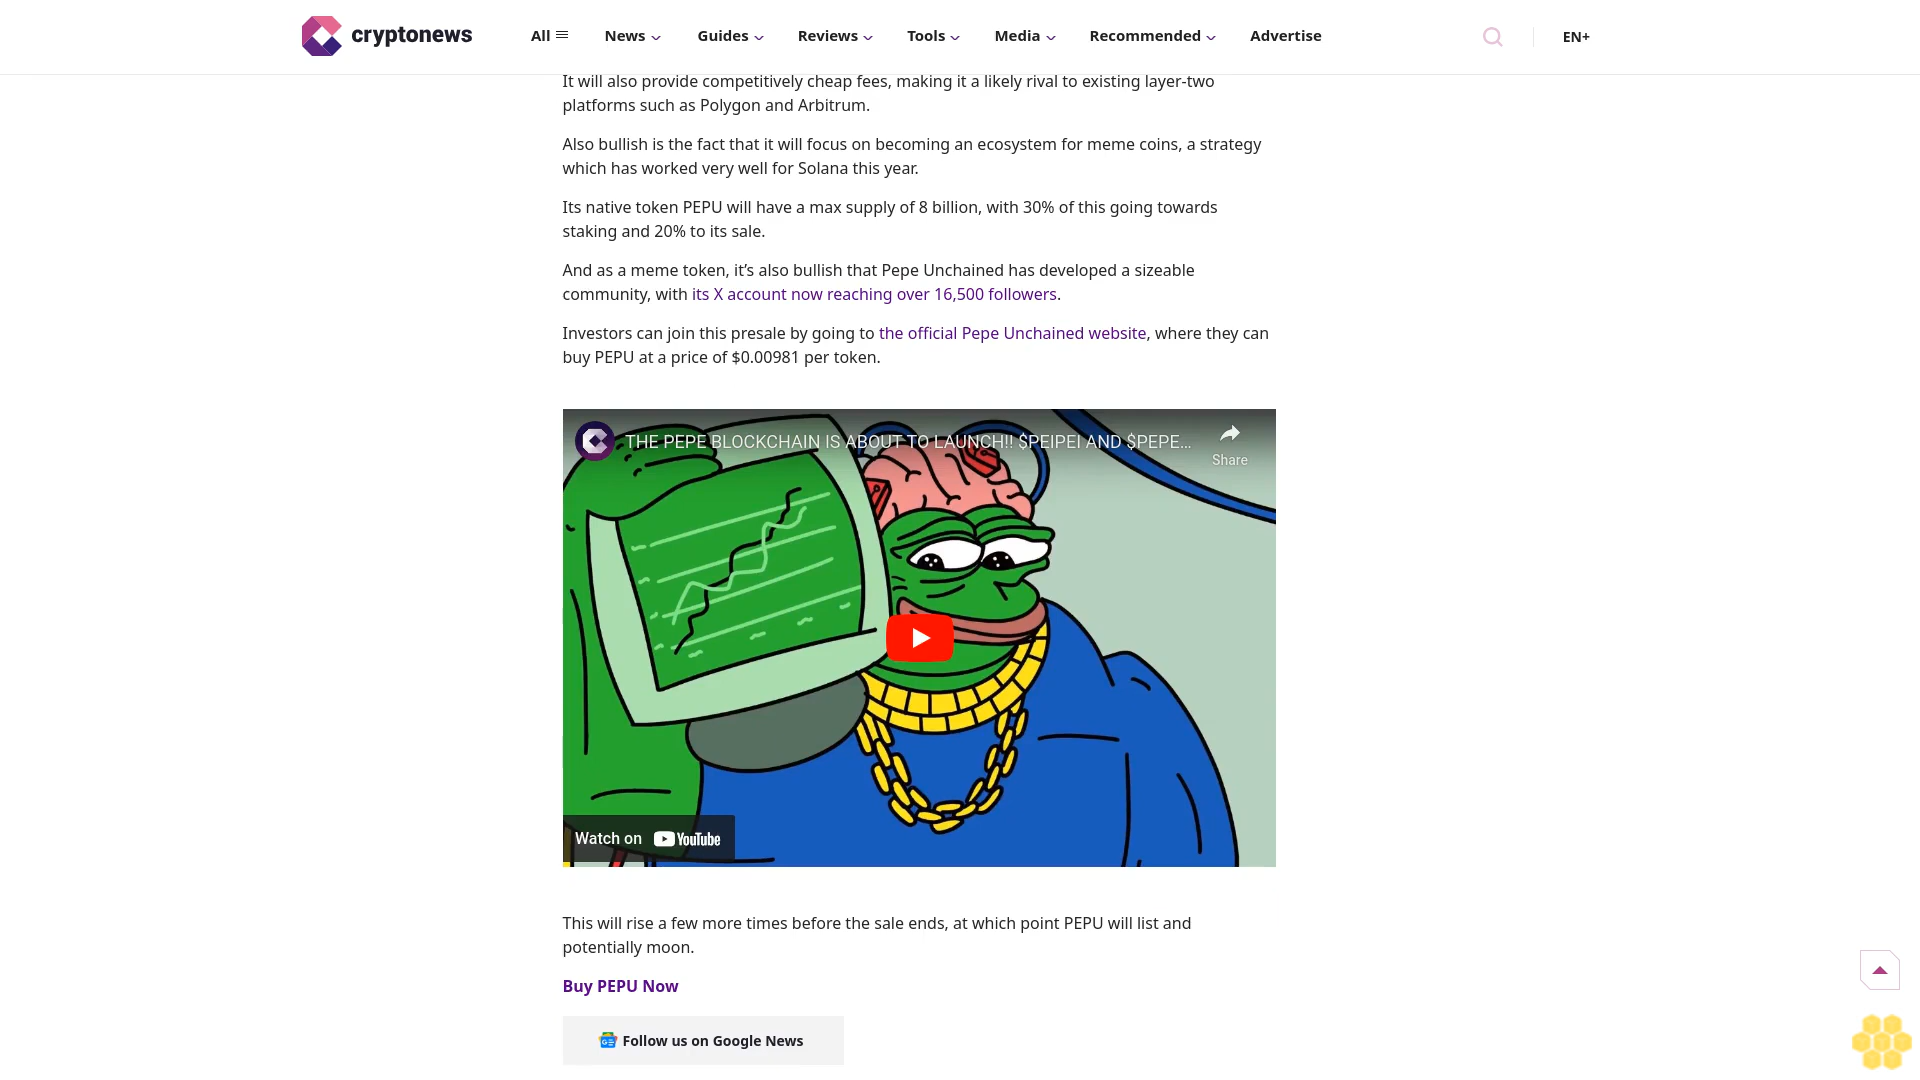 cryptonews
All
News
Guides
Reviews
Tools
Media
Recommended
Advertise
EN+
It will also provide competitively cheap fees, making it a likely rival to existing layer-two
platforms such as Polygon and Arbitrum.
Also bullish is the fact that it will focus on becoming an ecosystem for meme coins, a strategy
which has worked very well for Solana this year.
Its native token PEPU will have a max supply of 8 billion, with 30% of this going towards
staking and 20% to its sale.
And as a meme token, it’s also bullish that Pepe Unchained has developed a sizeable
community, with its X account now reaching over 16,500 followers.
Investors can join this presale by going to the official Pepe Unchained website, where they can
buy PEPU at a price of $0.00981 per token.
THE PEPE BLOCKCHAIN IS ABOUT TO LAUNCH!! $PEIPEI AND $PEPE...
Share
Watch on YouTube
This will rise a few more times before the sale ends, at which point PEPU will list and
potentially moon.
Buy PEPU Now
Follow us on Google News